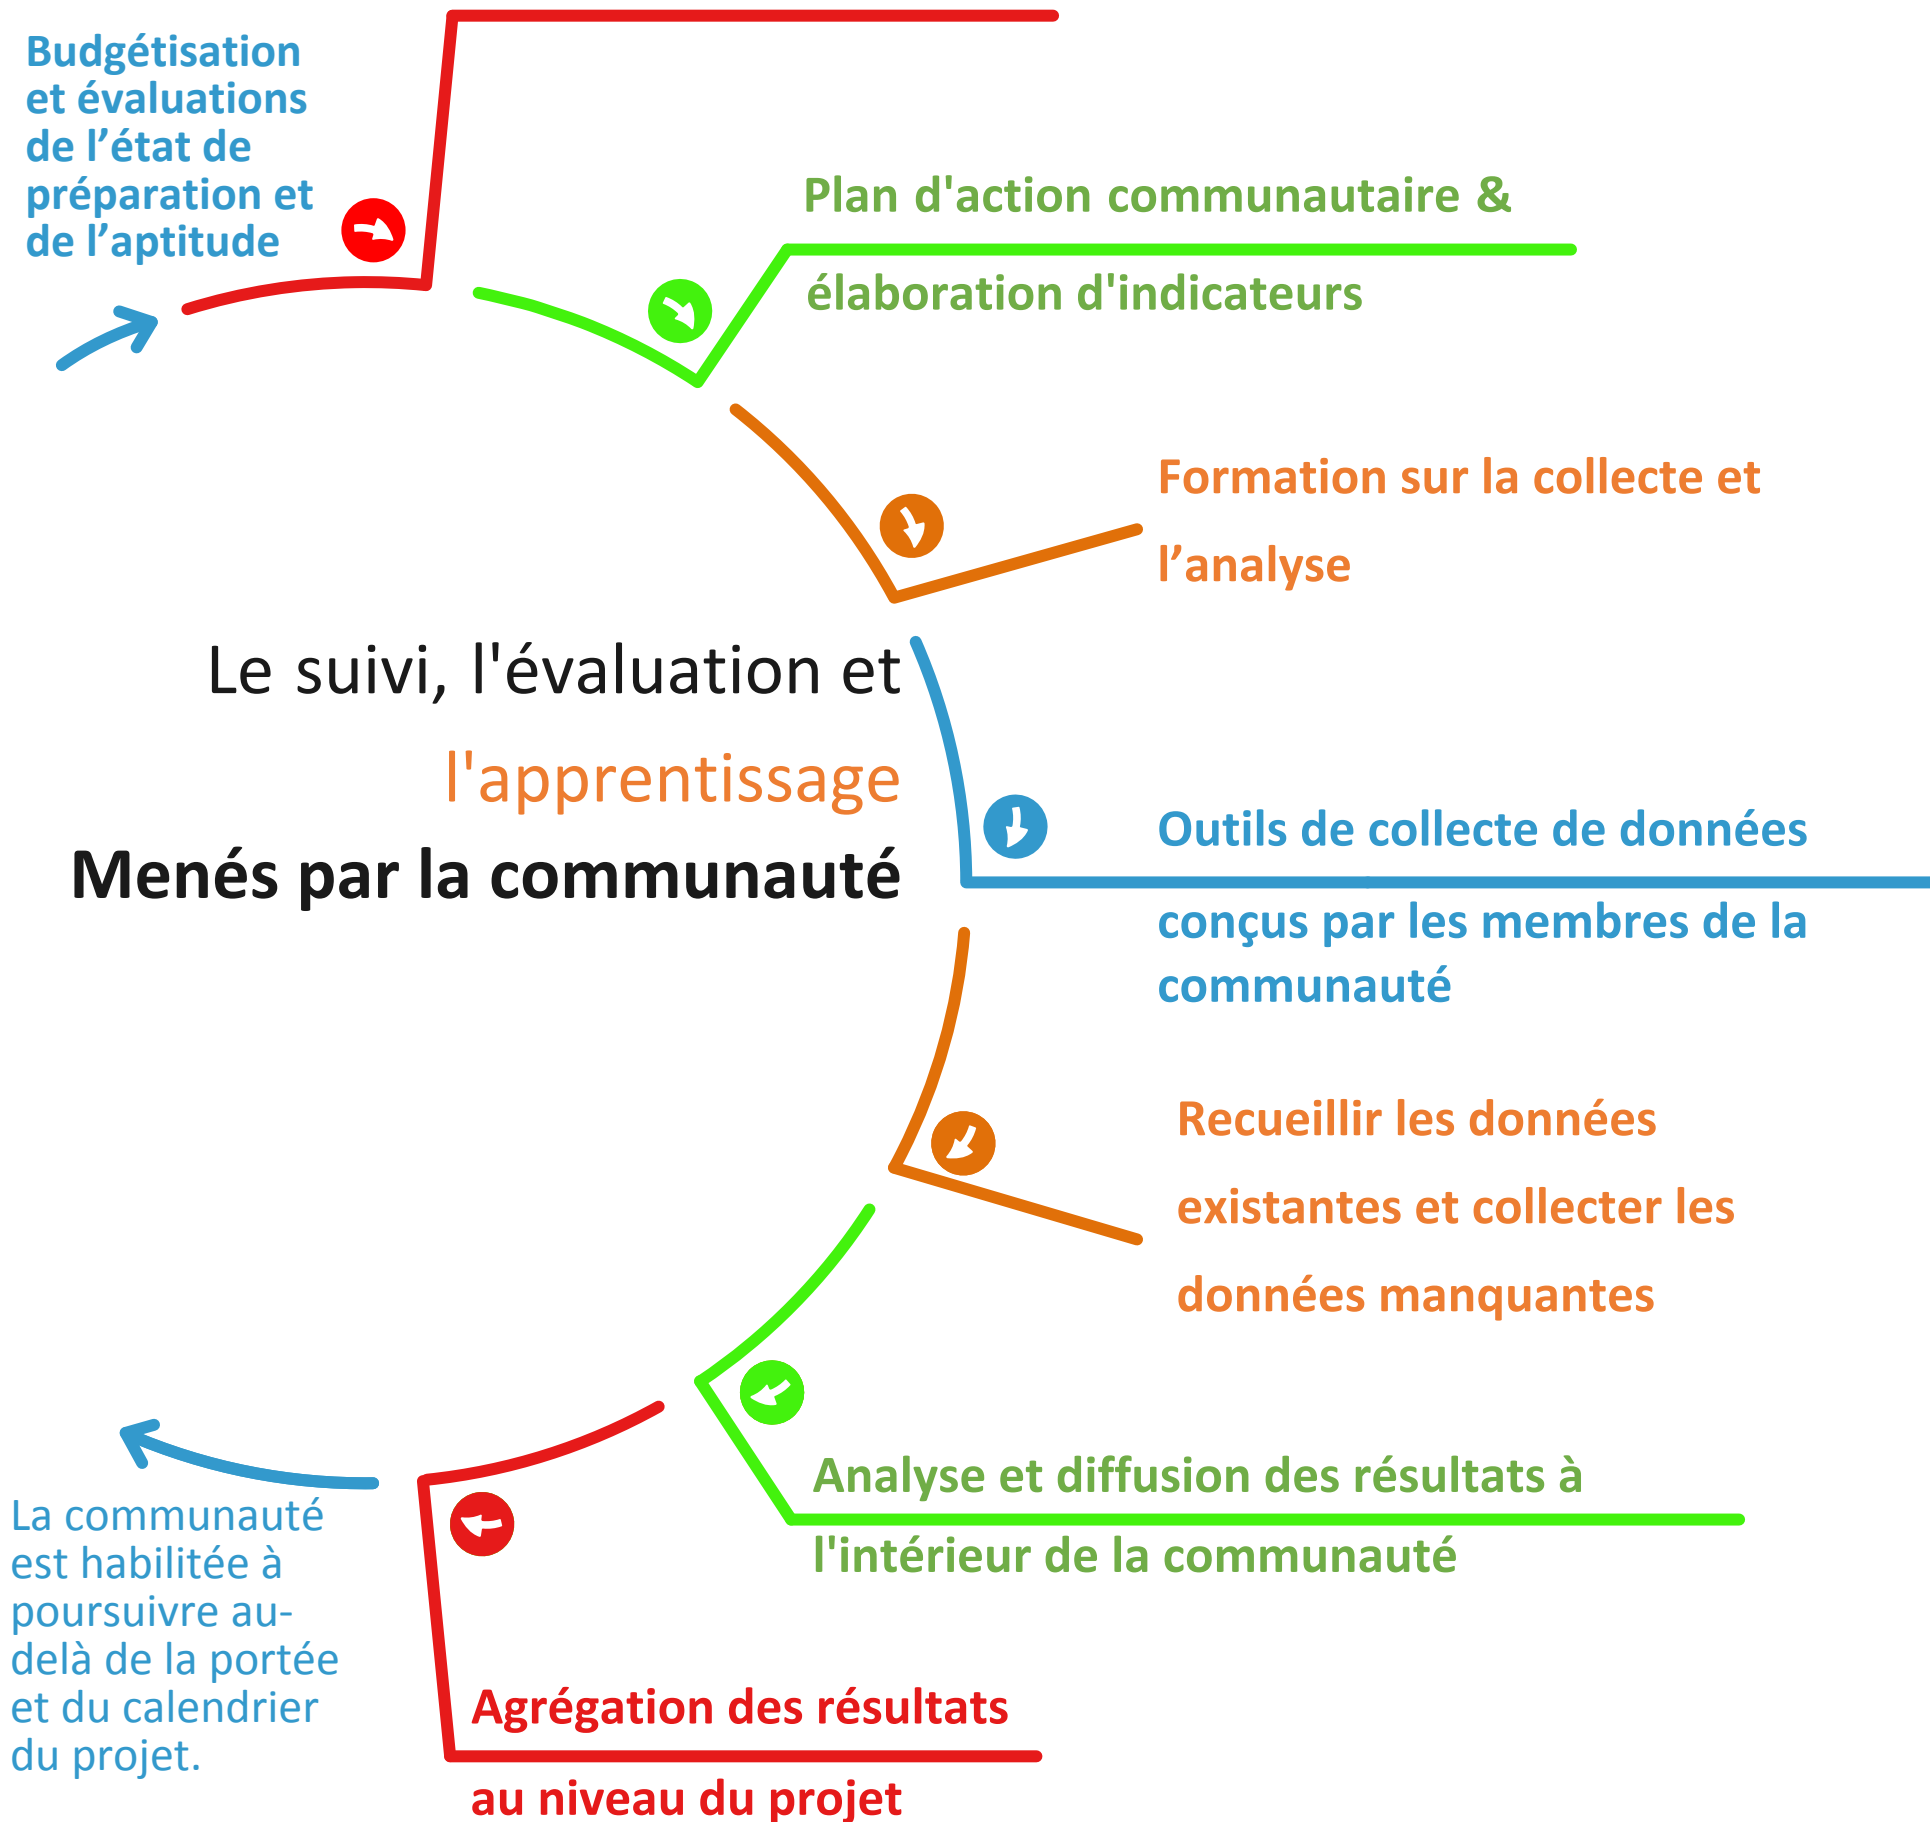 Budgétisation
et évaluations
de l’état de
préparation et
de l’aptitude
Plan d'action communautaire &
élaboration d'indicateurs
Formation sur la collecte et
l’analyse
Le suivi, l'évaluation et
l'apprentissage
Menés par la communauté
Outils de collecte de données
conçus par les membres de la
communauté
Recueillir les données
existantes et collecter les
données manquantes
Analyse et diffusion des résultats à
l'intérieur de la communauté
Agrégation des résultats
au niveau du projet
La communauté
est habilitée à
poursuivre au-
delà de la portée
et du calendrier
du projet.